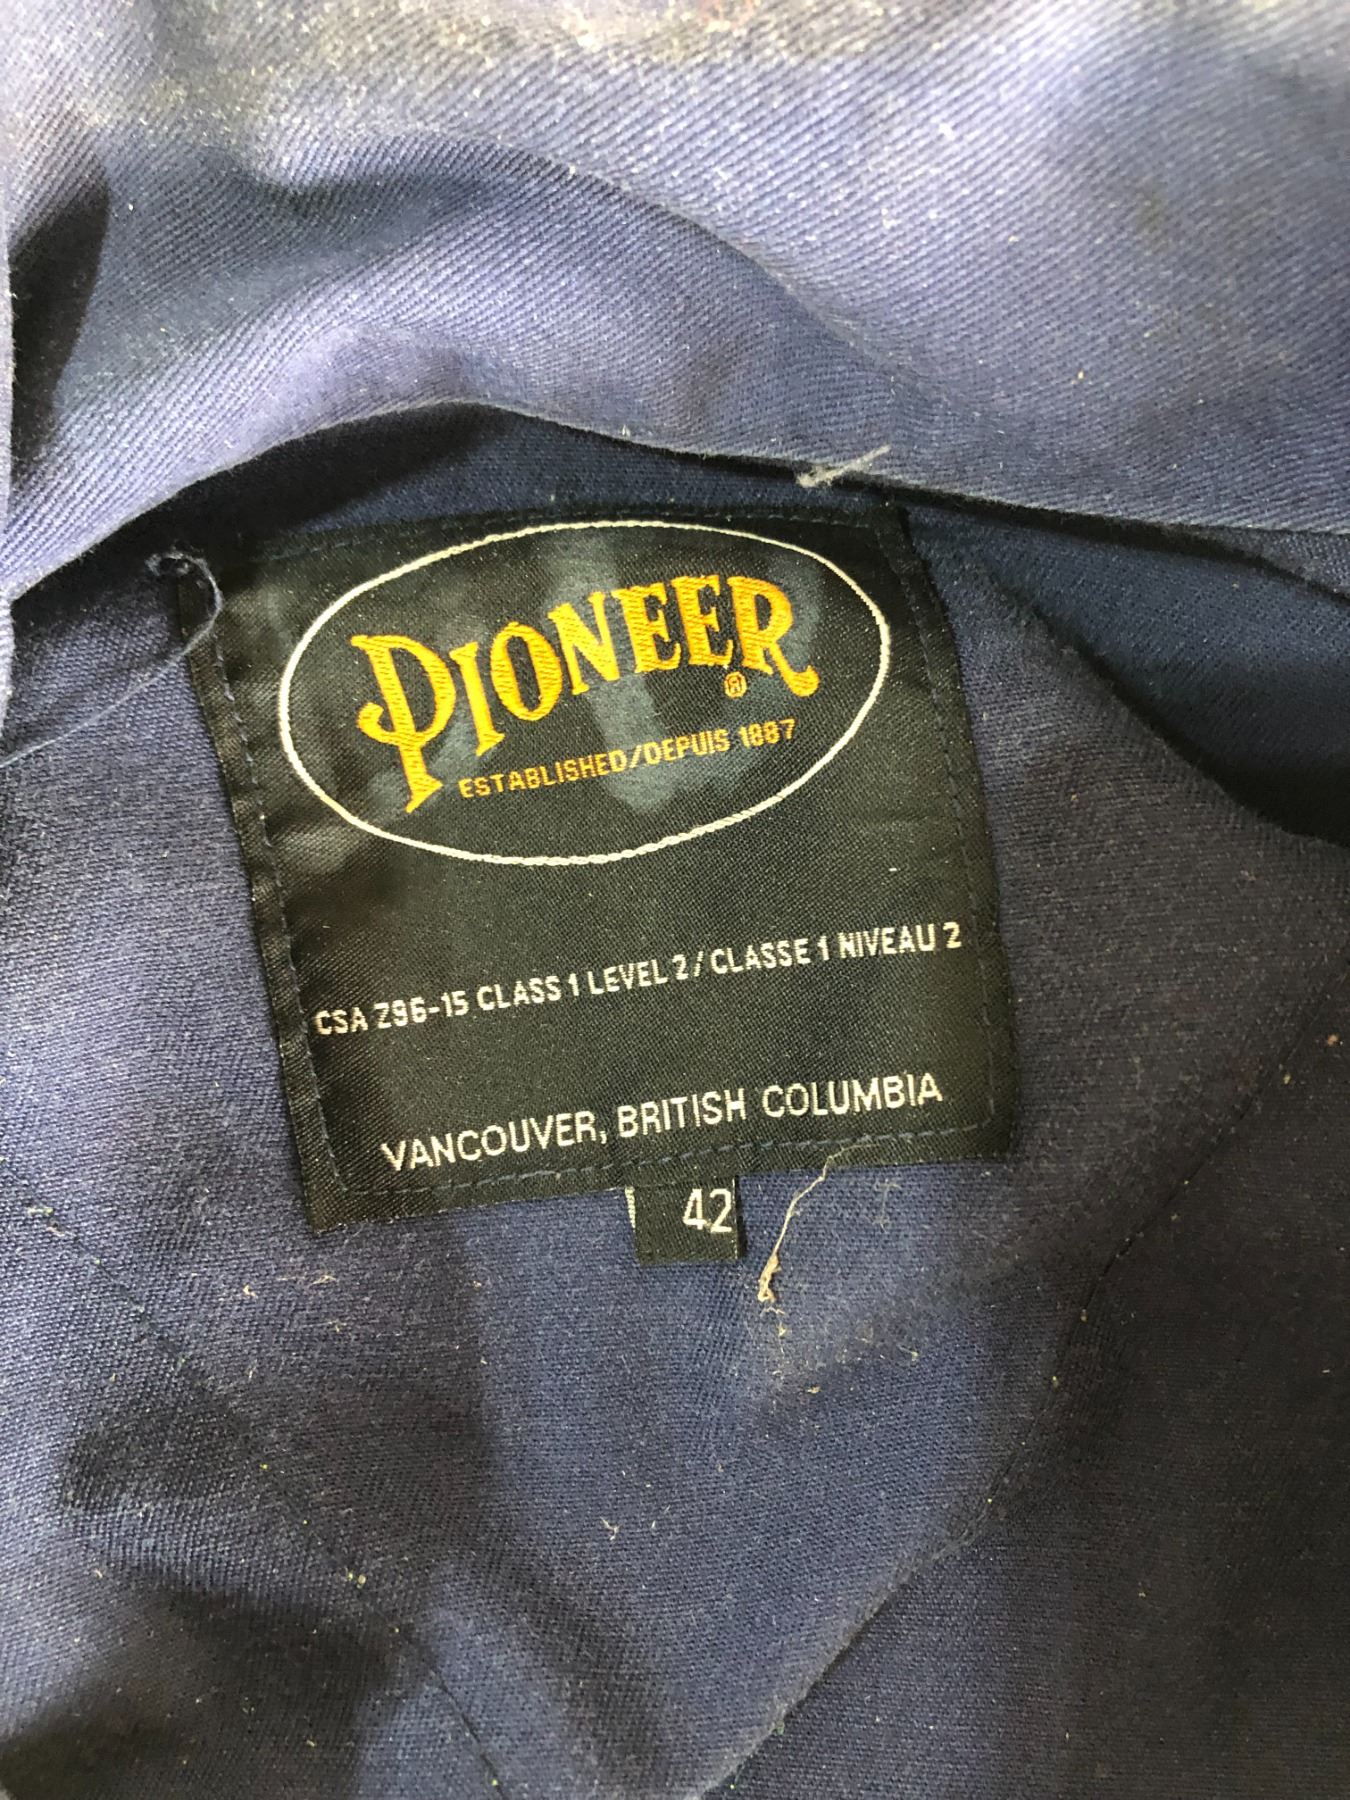 PIONEER®
ESTABLISHED/DEPUIS 1887
CSA Z96-15 CLASS 1 LEVEL 2 / CLASSE 1 NIVEAU 2
VANCOUVER, BRITISH COLUMBIA
42